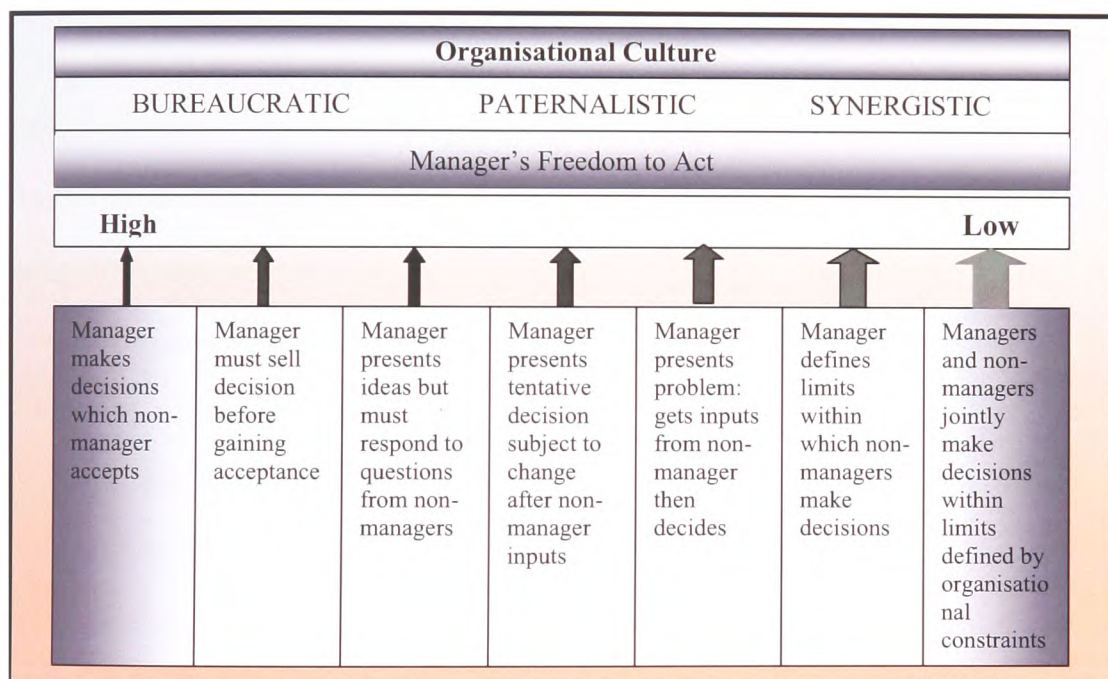 Organisational Culture
BUREAUCRATIC PATERNALISTIC SYNERGISTIC
Manager's Freedom to Act
High Low
Manager
makes
decisions
which non-
manager
accepts
Manager
must sell
decision
before
gaining
acceptance
Manager
presents
ideas but
must
respond to
questions
from non-
managers
Manager
presents
tentative
decision
subject to
change
after non-
manager
inputs
Manager
presents
problem:
gets inputs
from non-
manager
then
decides
Manager
defines
limits
within
which non-
managers
make
decisions
Managers
and non-
managers
jointly
make
decisions
within
limits
defined by
organisatio
nal
constraints